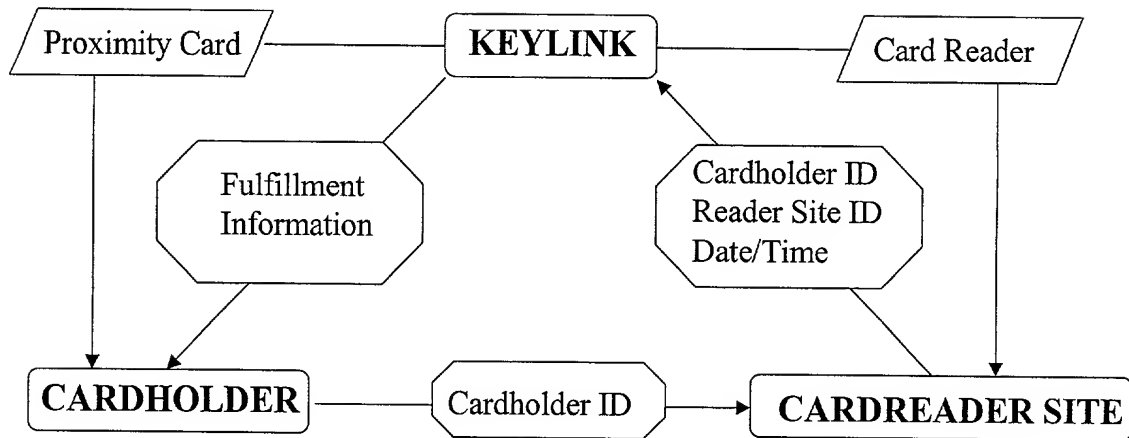 Proximity Card
KEYLINK
Card Reader
Fulfillment
Information
Cardholder ID
Reader Site ID
Date/Time
CARDHOLDER
Cardholder ID
CARDREADER SITE